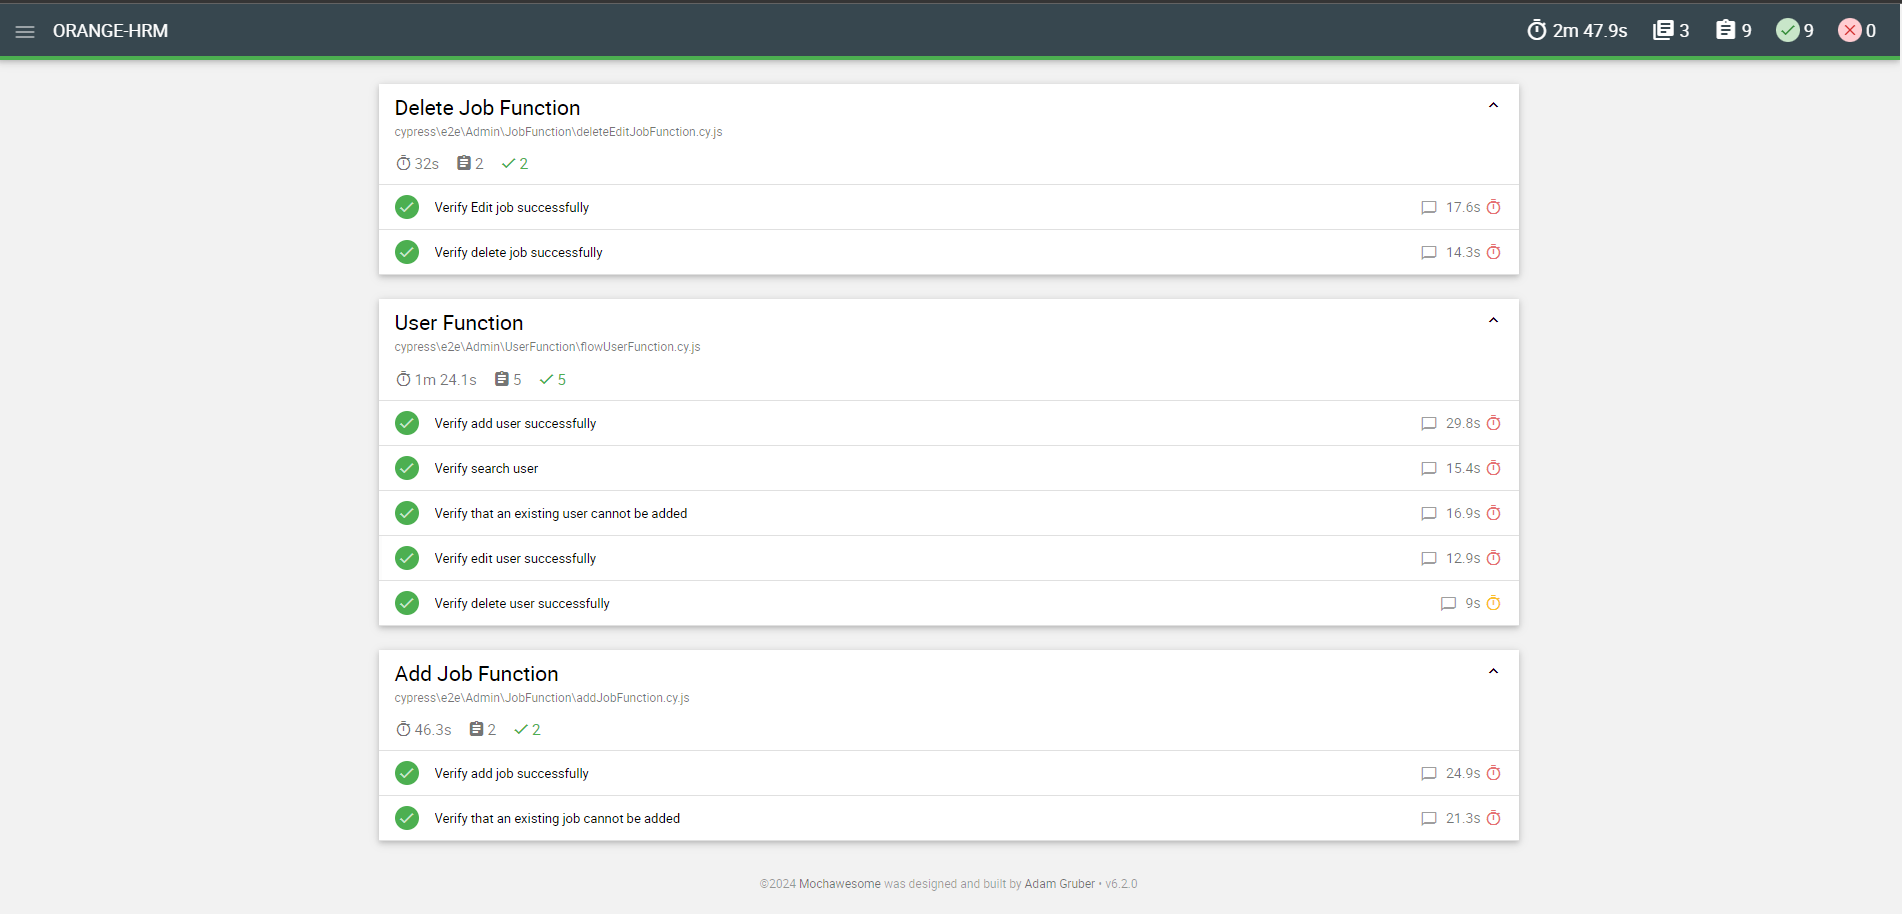 ORANGE-HRM 2m 47.9s 3 9 9 0
Delete Job Function
cypress\e2e\Admin\JobFunction\deleteEditJobFunction.cy.js
32s 2 2
Verify Edit job successfully 17.6s
Verify delete job successfully 14.3s
User Function
cypress\e2e\Admin\UserFunction\flowUserFunction.cy.js
1m 24.1s 5 5
Verify add user successfully 29.8s
Verify search user 15.4s
Verify that an existing user cannot be added 16.9s
Verify edit user successfully 12.9s
Verify delete user successfully 9s
Add Job Function
cypress\e2e\Admin\JobFunction\addJobFunction.cy.js
46.3s 2 2
Verify add job successfully 24.9s
Verify that an existing job cannot be added 21.3s
©2024 Mochawesome was designed and built by Adam Gruber • v6.2.0